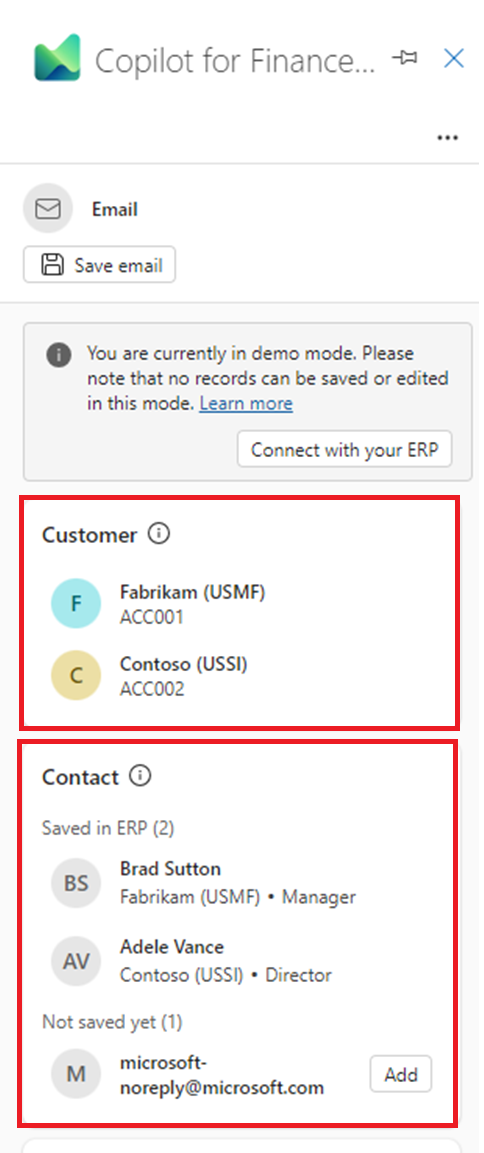 Copilot for Finance...
...
Email
Save email
You are currently in demo mode. Please
note that no records can be saved or edited
in this mode. Learn more
Connect with your ERP
Customer
F
Fabrikam (USMF)
ACC001
C
Contoso (USSI)
ACC002
Contact
Saved in ERP (2)
BS
Brad Sutton
Fabrikam (USMF) • Manager
AV
Adele Vance
Contoso (USSI) • Director
Not saved yet (1)
M
microsoft-
noreply@microsoft.com
Add